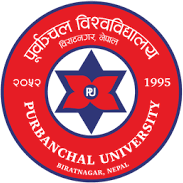 पूर्वाञ्चल विश्वविद्यालय
विराटनगर, नेपाल
२०५२
1995
PU
PURBANCHAL UNIVERSITY
BIRATNAGAR, NEPAL